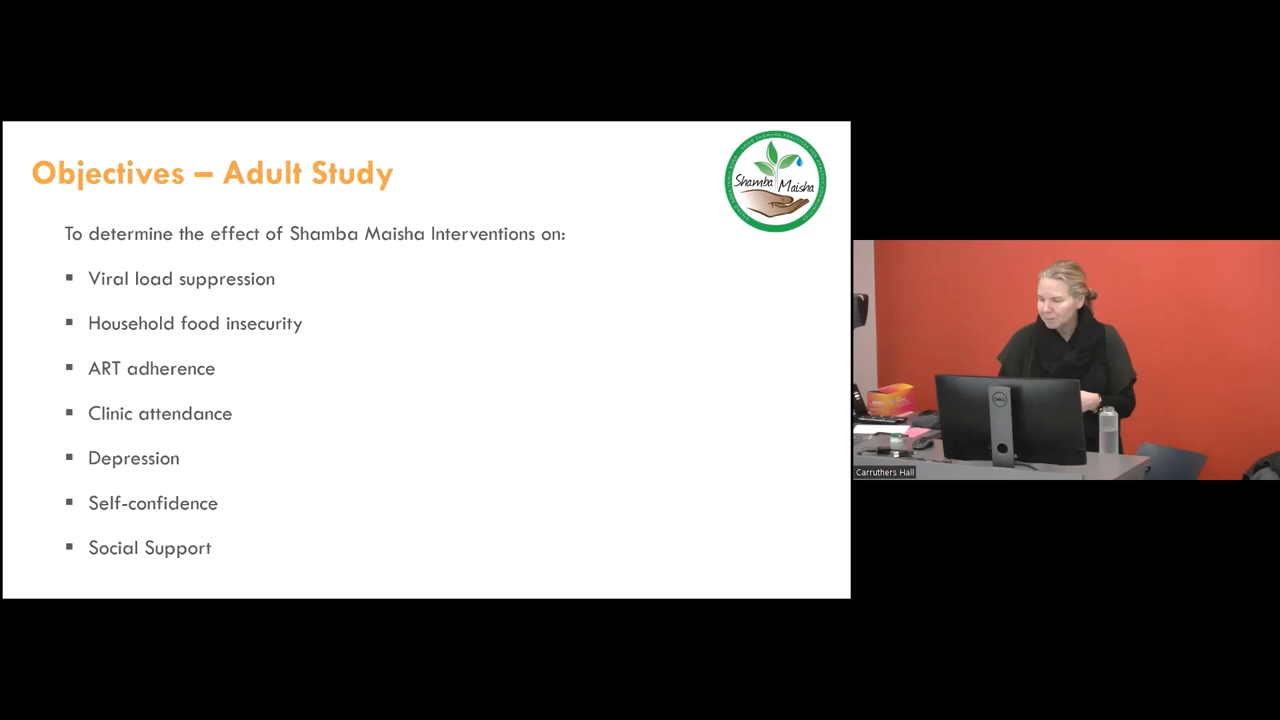 Objectives – Adult Study
Shamba Maisha
To determine the effect of Shamba Maisha Interventions on:
▪ Viral load suppression
▪ Household food insecurity
▪ ART adherence
▪ Clinic attendance
▪ Depression
▪ Self-confidence
▪ Social Support
DELL
Carruthers Hall